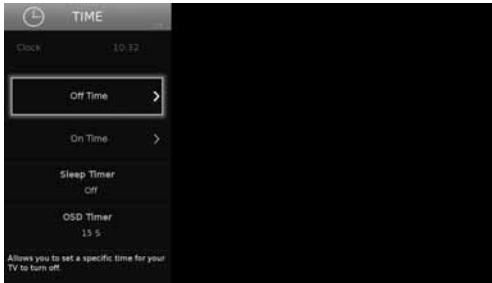 TIME
Clock 10:32
Off Time
On Time
Sleep Timer
Off
OSD Timer
15 S
Allows you to set a specific time for your
TV to turn off.